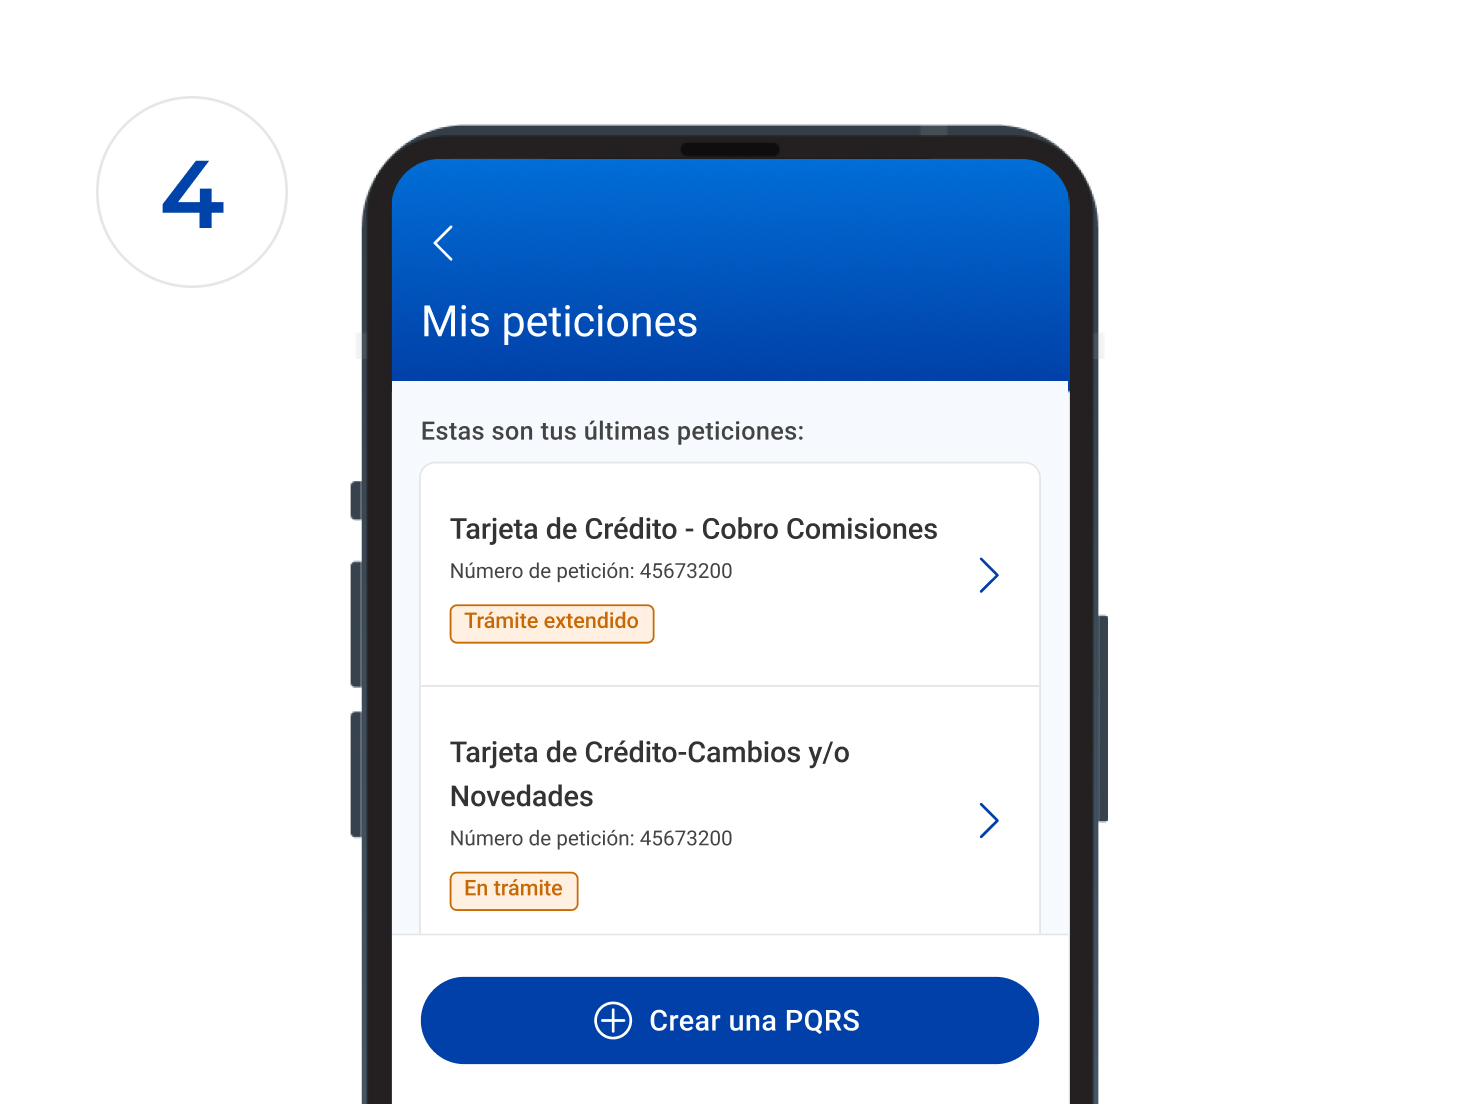 4
Mis peticiones
Estas son tus últimas peticiones:
Tarjeta de Crédito - Cobro Comisiones
Número de petición: 45673200
Trámite extendido
Tarjeta de Crédito-Cambios y/o
Novedades
Número de petición: 45673200
En trámite
Crear una PQRS